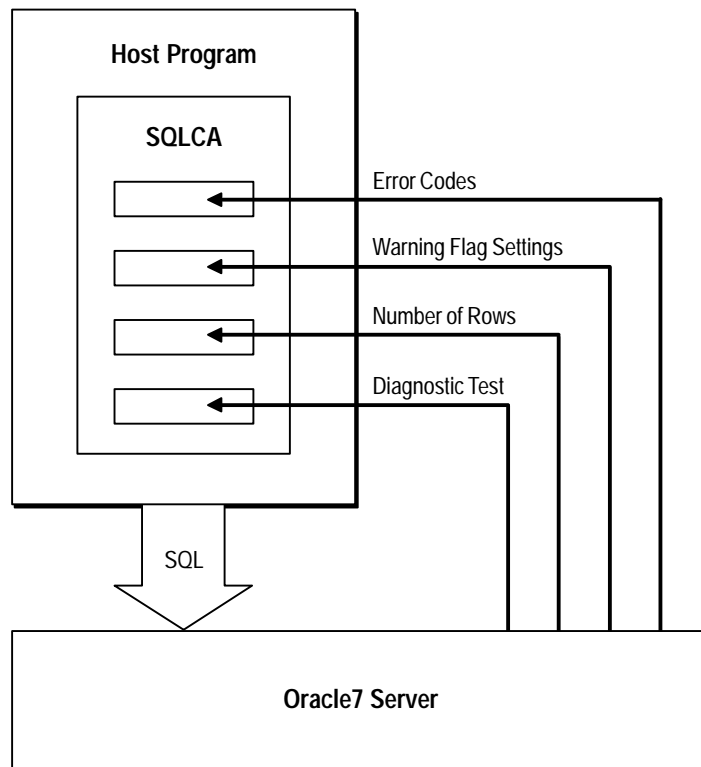 Host Program
SQLCA
Error Codes
Warning Flag Settings
Number of Rows
Diagnostic Test
SQL
Oracle7 Server